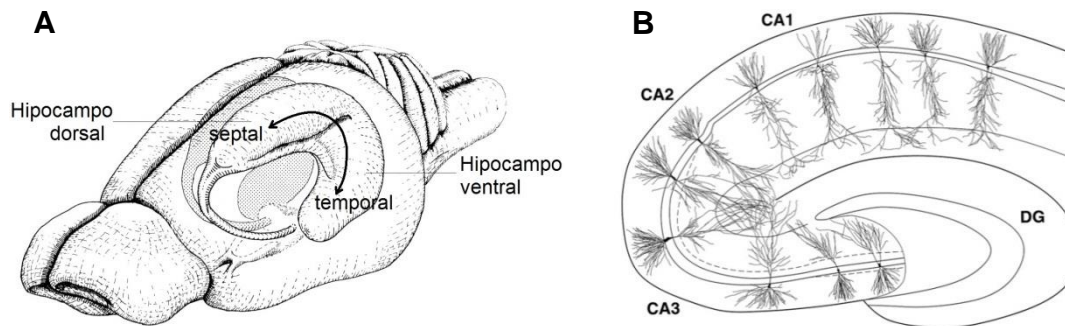 A
Hipocampo
dorsal
septal
Hipocampo
ventral
temporal
B
CA1
CA2
DG
CA3